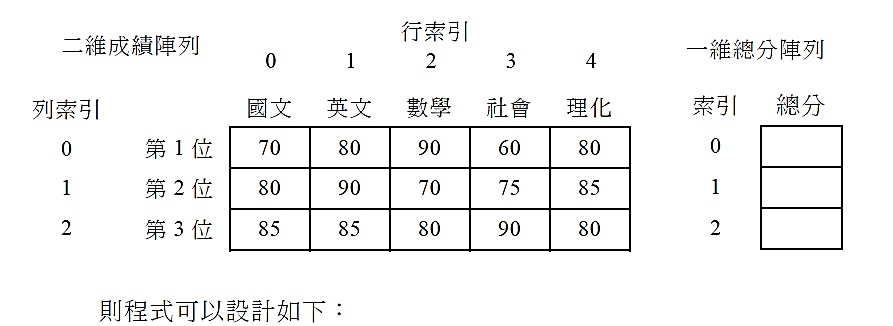 二維成績陣列 行索引 一維總分陣列
0 1 2 3 4
列索引 國文 英文 數學 社會 理化 索引 總分
0 第 1 位 70 80 90 60 80 0
1 第 2 位 80 90 70 75 85 1
2 第 3 位 85 85 80 90 80 2
則程式可以設計如下：